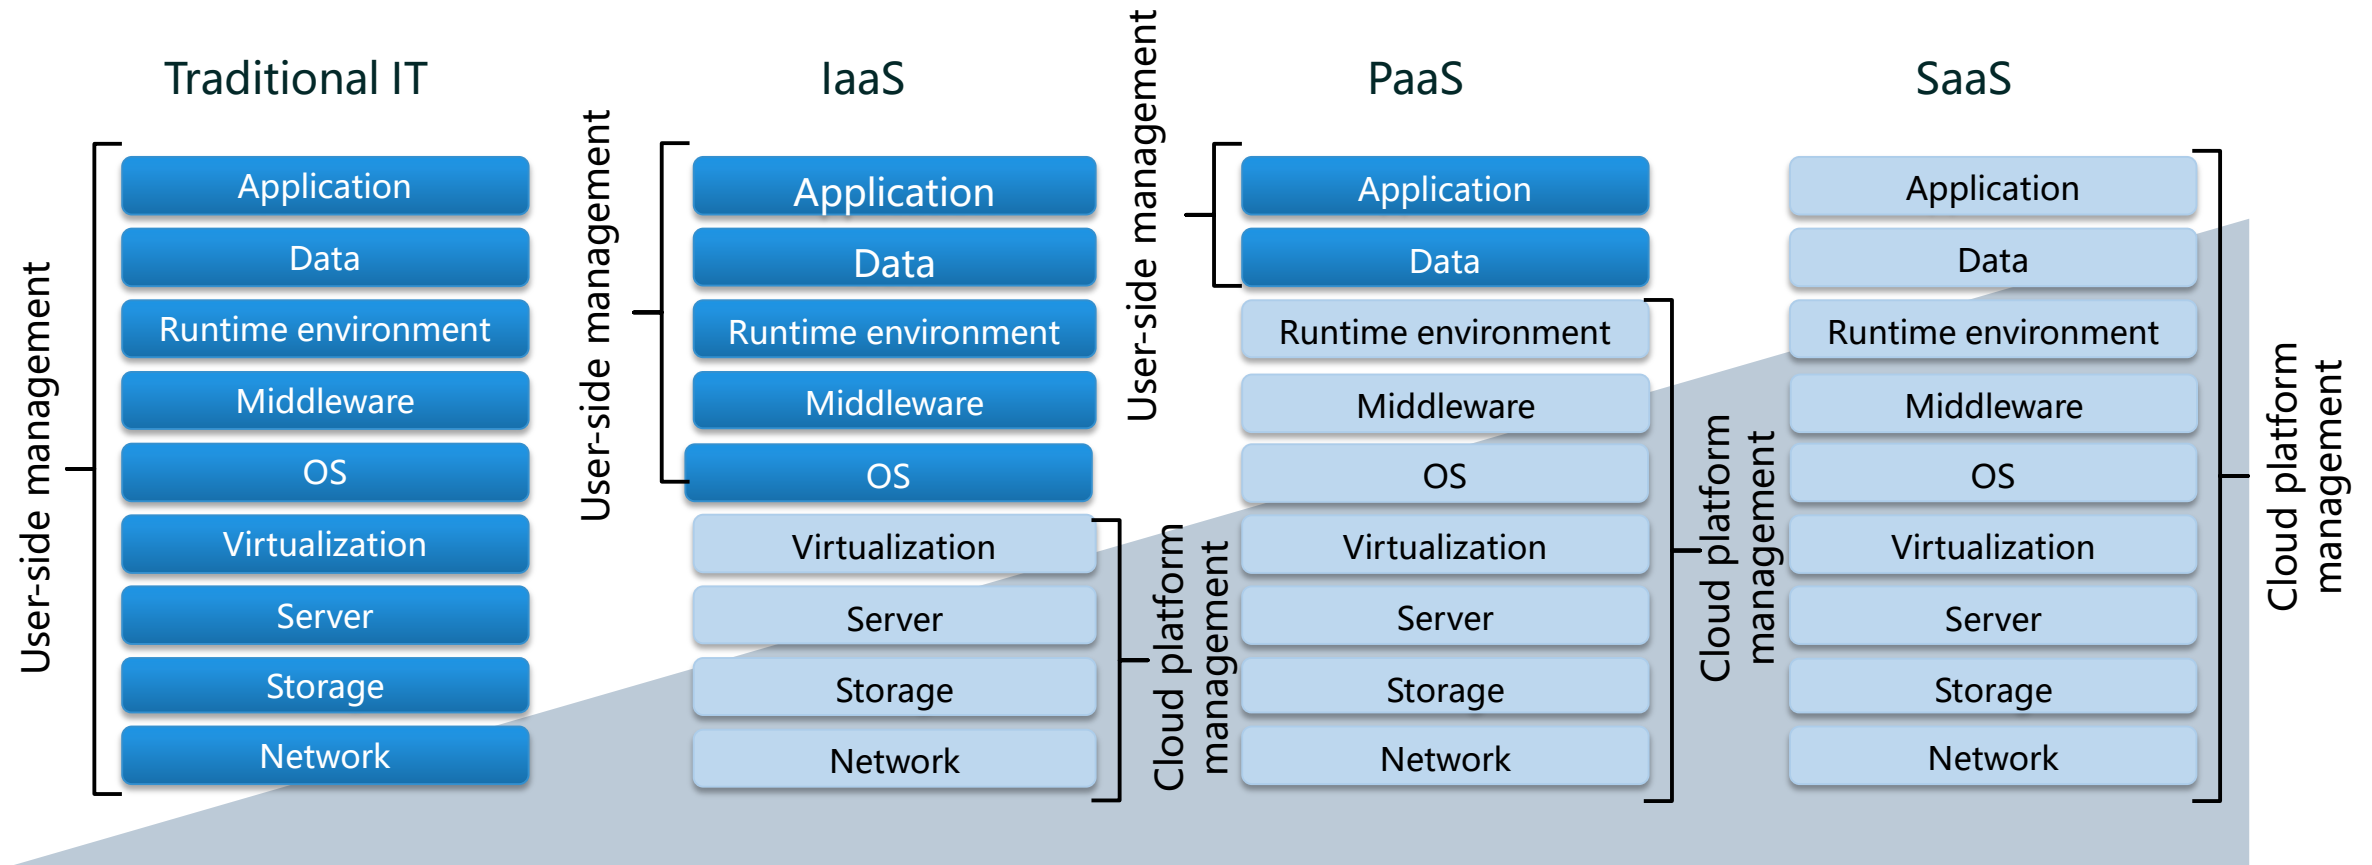 Traditional IT
User-side management
Application
Data
Runtime environment
Middleware
OS
Virtualization
Server
Storage
Network
IaaS
User-side management
Application
Data
Runtime environment
Middleware
OS
Virtualization
Server
Storage
Network
Cloud platform
management
PaaS
User-side management
Application
Data
Runtime environment
Middleware
OS
Virtualization
Server
Storage
Network
Cloud platform
management
SaaS
Application
Data
Runtime environment
Middleware
OS
Virtualization
Server
Storage
Network
Cloud platform
management